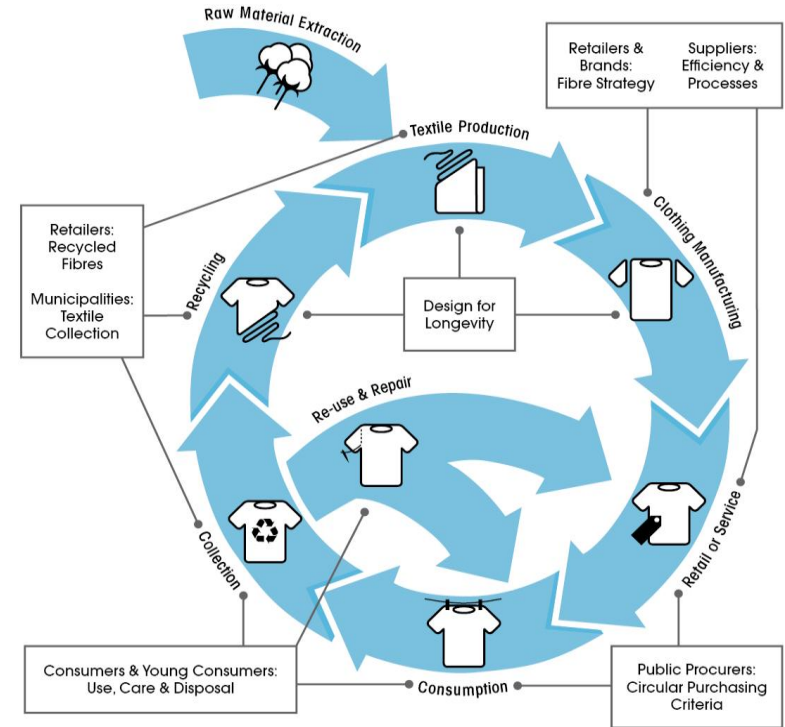 Raw Material Extraction
Retailers &
Brands:
Fibre Strategy
Suppliers:
Efficiency &
Processes
Textile Production
Clothing Manufacturing
Retailers:
Recycled
Fibres
Municipalities:
Textile
Collection
Recycling
Design for
Longevity
Re-use & Repair
Retail or Service
Collection
Consumers & Young Consumers:
Use, Care & Disposal
Consumption
Public Procurers:
Circular Purchasing
Criteria